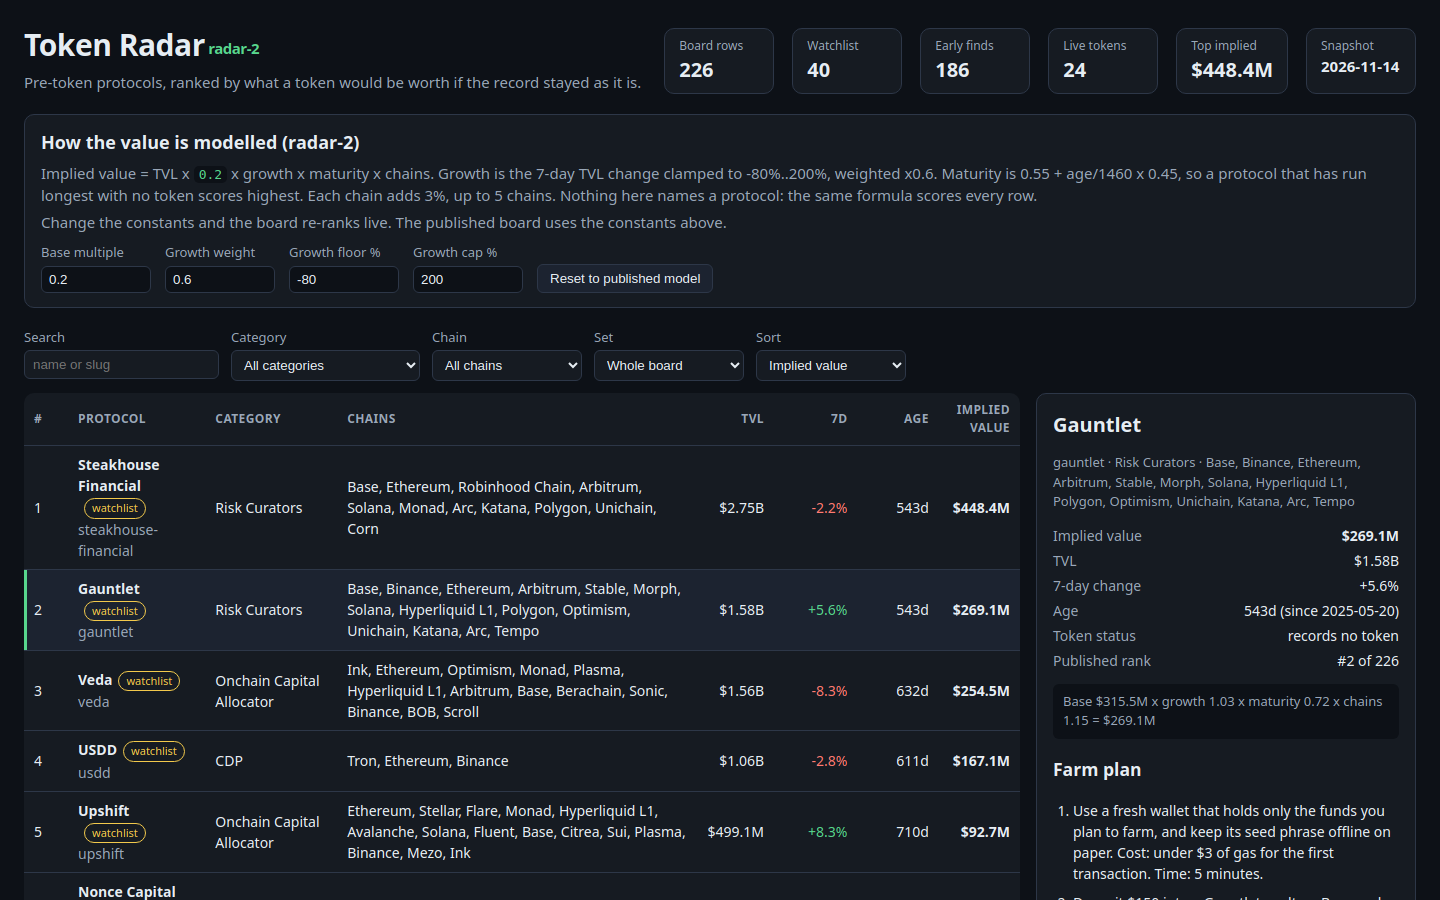 Token Radar radar-2
Pre-token protocols, ranked by what a token would be worth if the record stayed as it is.
Board rows
226
Watchlist
40
Early finds
186
Live tokens
24
Top implied
$448.4M
Snapshot
2026-11-14
How the value is modelled (radar-2)
Implied value = TVL x 0.2 x growth x maturity x chains. Growth is the 7-day TVL change clamped to -80%..200%, weighted x0.6. Maturity is 0.55 + age/1460 x 0.45, so a protocol that has run
longest with no token scores highest. Each chain adds 3%, up to 5 chains. Nothing here names a protocol: the same formula scores every row.
Change the constants and the board re-ranks live. The published board uses the constants above.
Base multiple
Growth weight
Growth floor %
Growth cap %
0.2
0.6
-80
200
Reset to published model
Search
Category
Chain
Set
Sort
name or slug
All categories
All chains
Whole board
Implied value
# PROTOCOL CATEGORY CHAINS TVL 7D AGE IMPLIED
VALUE
1
Steakhouse
Financial
watchlist
steakhouse-
financial
Risk Curators
Base, Ethereum, Robinhood Chain, Arbitrum,
Solana, Monad, Arc, Katana, Polygon, Unichain,
Corn
$2.75B
-2.2%
543d
$448.4M
2
Gauntlet
watchlist
gauntlet
Risk Curators
Base, Binance, Ethereum, Arbitrum, Stable, Morph,
Solana, Hyperliquid L1, Polygon, Optimism,
Unichain, Katana, Arc, Tempo
$1.58B
+5.6%
543d
$269.1M
3
Veda watchlist
veda
Onchain Capital
Allocator
Ink, Ethereum, Optimism, Monad, Plasma,
Hyperliquid L1, Arbitrum, Base, Berachain, Sonic,
Binance, BOB, Scroll
$1.56B
-8.3%
632d
$254.5M
4
USDD watchlist
usdd
CDP
Tron, Ethereum, Binance
$1.06B
-2.8%
611d
$167.1M
5
Upshift
watchlist
upshift
Onchain Capital
Allocator
Ethereum, Stellar, Flare, Monad, Hyperliquid L1,
Avalanche, Solana, Fluent, Base, Citrea, Sui, Plasma,
Binance, Mezo, Ink
$499.1M
+8.3%
710d
$92.7M
Nonce Capital
Gauntlet
gauntlet · Risk Curators · Base, Binance, Ethereum,
Arbitrum, Stable, Morph, Solana, Hyperliquid L1,
Polygon, Optimism, Unichain, Katana, Arc, Tempo
Implied value $269.1M
TVL $1.58B
7-day change +5.6%
Age 543d (since 2025-05-20)
Token status records no token
Published rank #2 of 226
Base $315.5M x growth 1.03 x maturity 0.72 x chains
1.15 = $269.1M
Farm plan
1. Use a fresh wallet that holds only the funds you
plan to farm, and keep its seed phrase offline on
paper. Cost: under $3 of gas for the first
transaction. Time: 5 minutes.